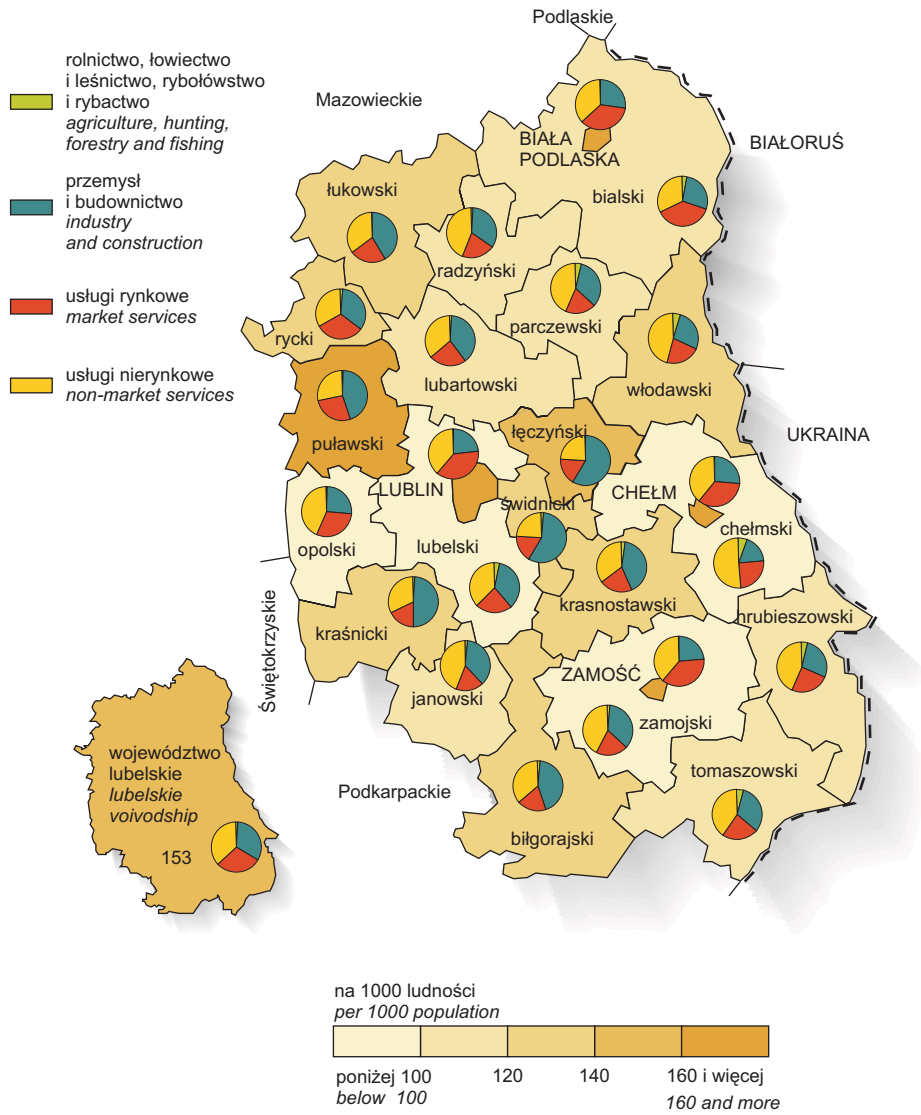 rolnictwo, łowiectwo
i leśnictwo, rybołówstwo
i rybactwo
agriculture, hunting,
forestry and fishing
przemysł
i budownictwo
industry
and construction
usługi rynkowe
market services
usługi nierynkowe
non-market services
Podlaskie
Mazowieckie
BIAŁORUŚ
BIAŁA
PODLASKA
bialski
łukowski
radzyński
parczewski
rycki
lubartowski
włodawski
puławski
łęczyński
UKRAINA
LUBLIN
świdnicki
CHEŁM
chełmski
opolski
lubelski
krasnostawski
hrubieszowski
kraśnicki
Świętokrzyskie
janowski
ZAMOŚĆ
zamojski
tomaszowski
Podkarpackie
biłgorajski
województwo
lubelskie
lubelskie
voivodship
153
na 1000 ludności
per 1000 population
poniżej 100 120 140 160 i więcej
below 100 160 and more